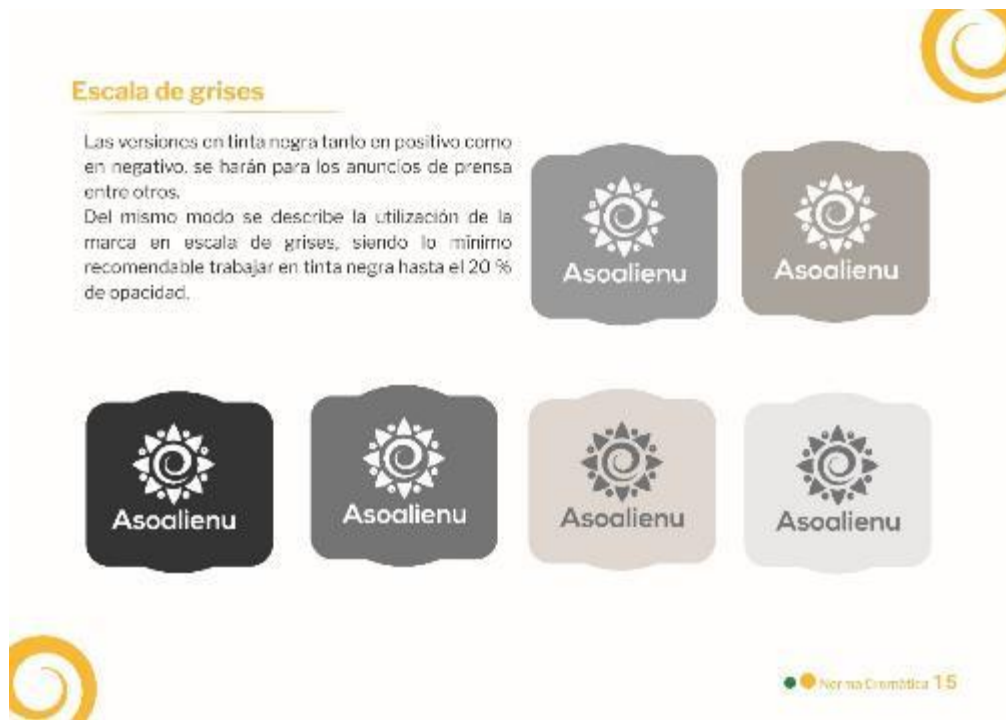 Escala de grises
Las versiones en tinta negra tanto en positivo como
en negativo, se harán para los anuncios de prensa
entre otros.
Del mismo modo se describe la utilización de la
marca en escala de grises, siendo lo mínimo
recomendable trabajar en tinta negra hasta el 20 %
de opacidad.
Asoalienu
Asoalienu
Asoalienu
Asoalienu
Asoalienu
Asoalienu
Norma Cromática 15